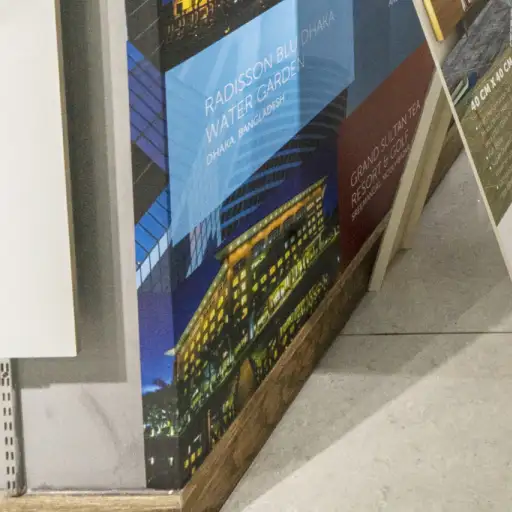 RADISSON BLU DHAKA
WATER GARDEN
DHAKA, BANGLADESH
GRAND SULTAN TEA
RESORT & GOLF
40 CM X 40 CM